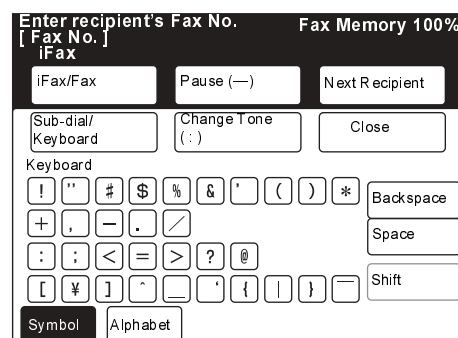 Enter recipient's Fax No.
Fax Memory 100%
[ Fax No. ]
iFax
iFax/Fax
Pause (—)
Next Recipient
Sub-dial/
Keyboard
Change Tone
( : )
Close
Keyboard
! " # $ % & ' ( ) *
Backspace
+ , — . /
Space
: ; < = > ? @
[ ¥ ] ^ _ ‘ { | } ‾
Shift
Symbol
Alphabet